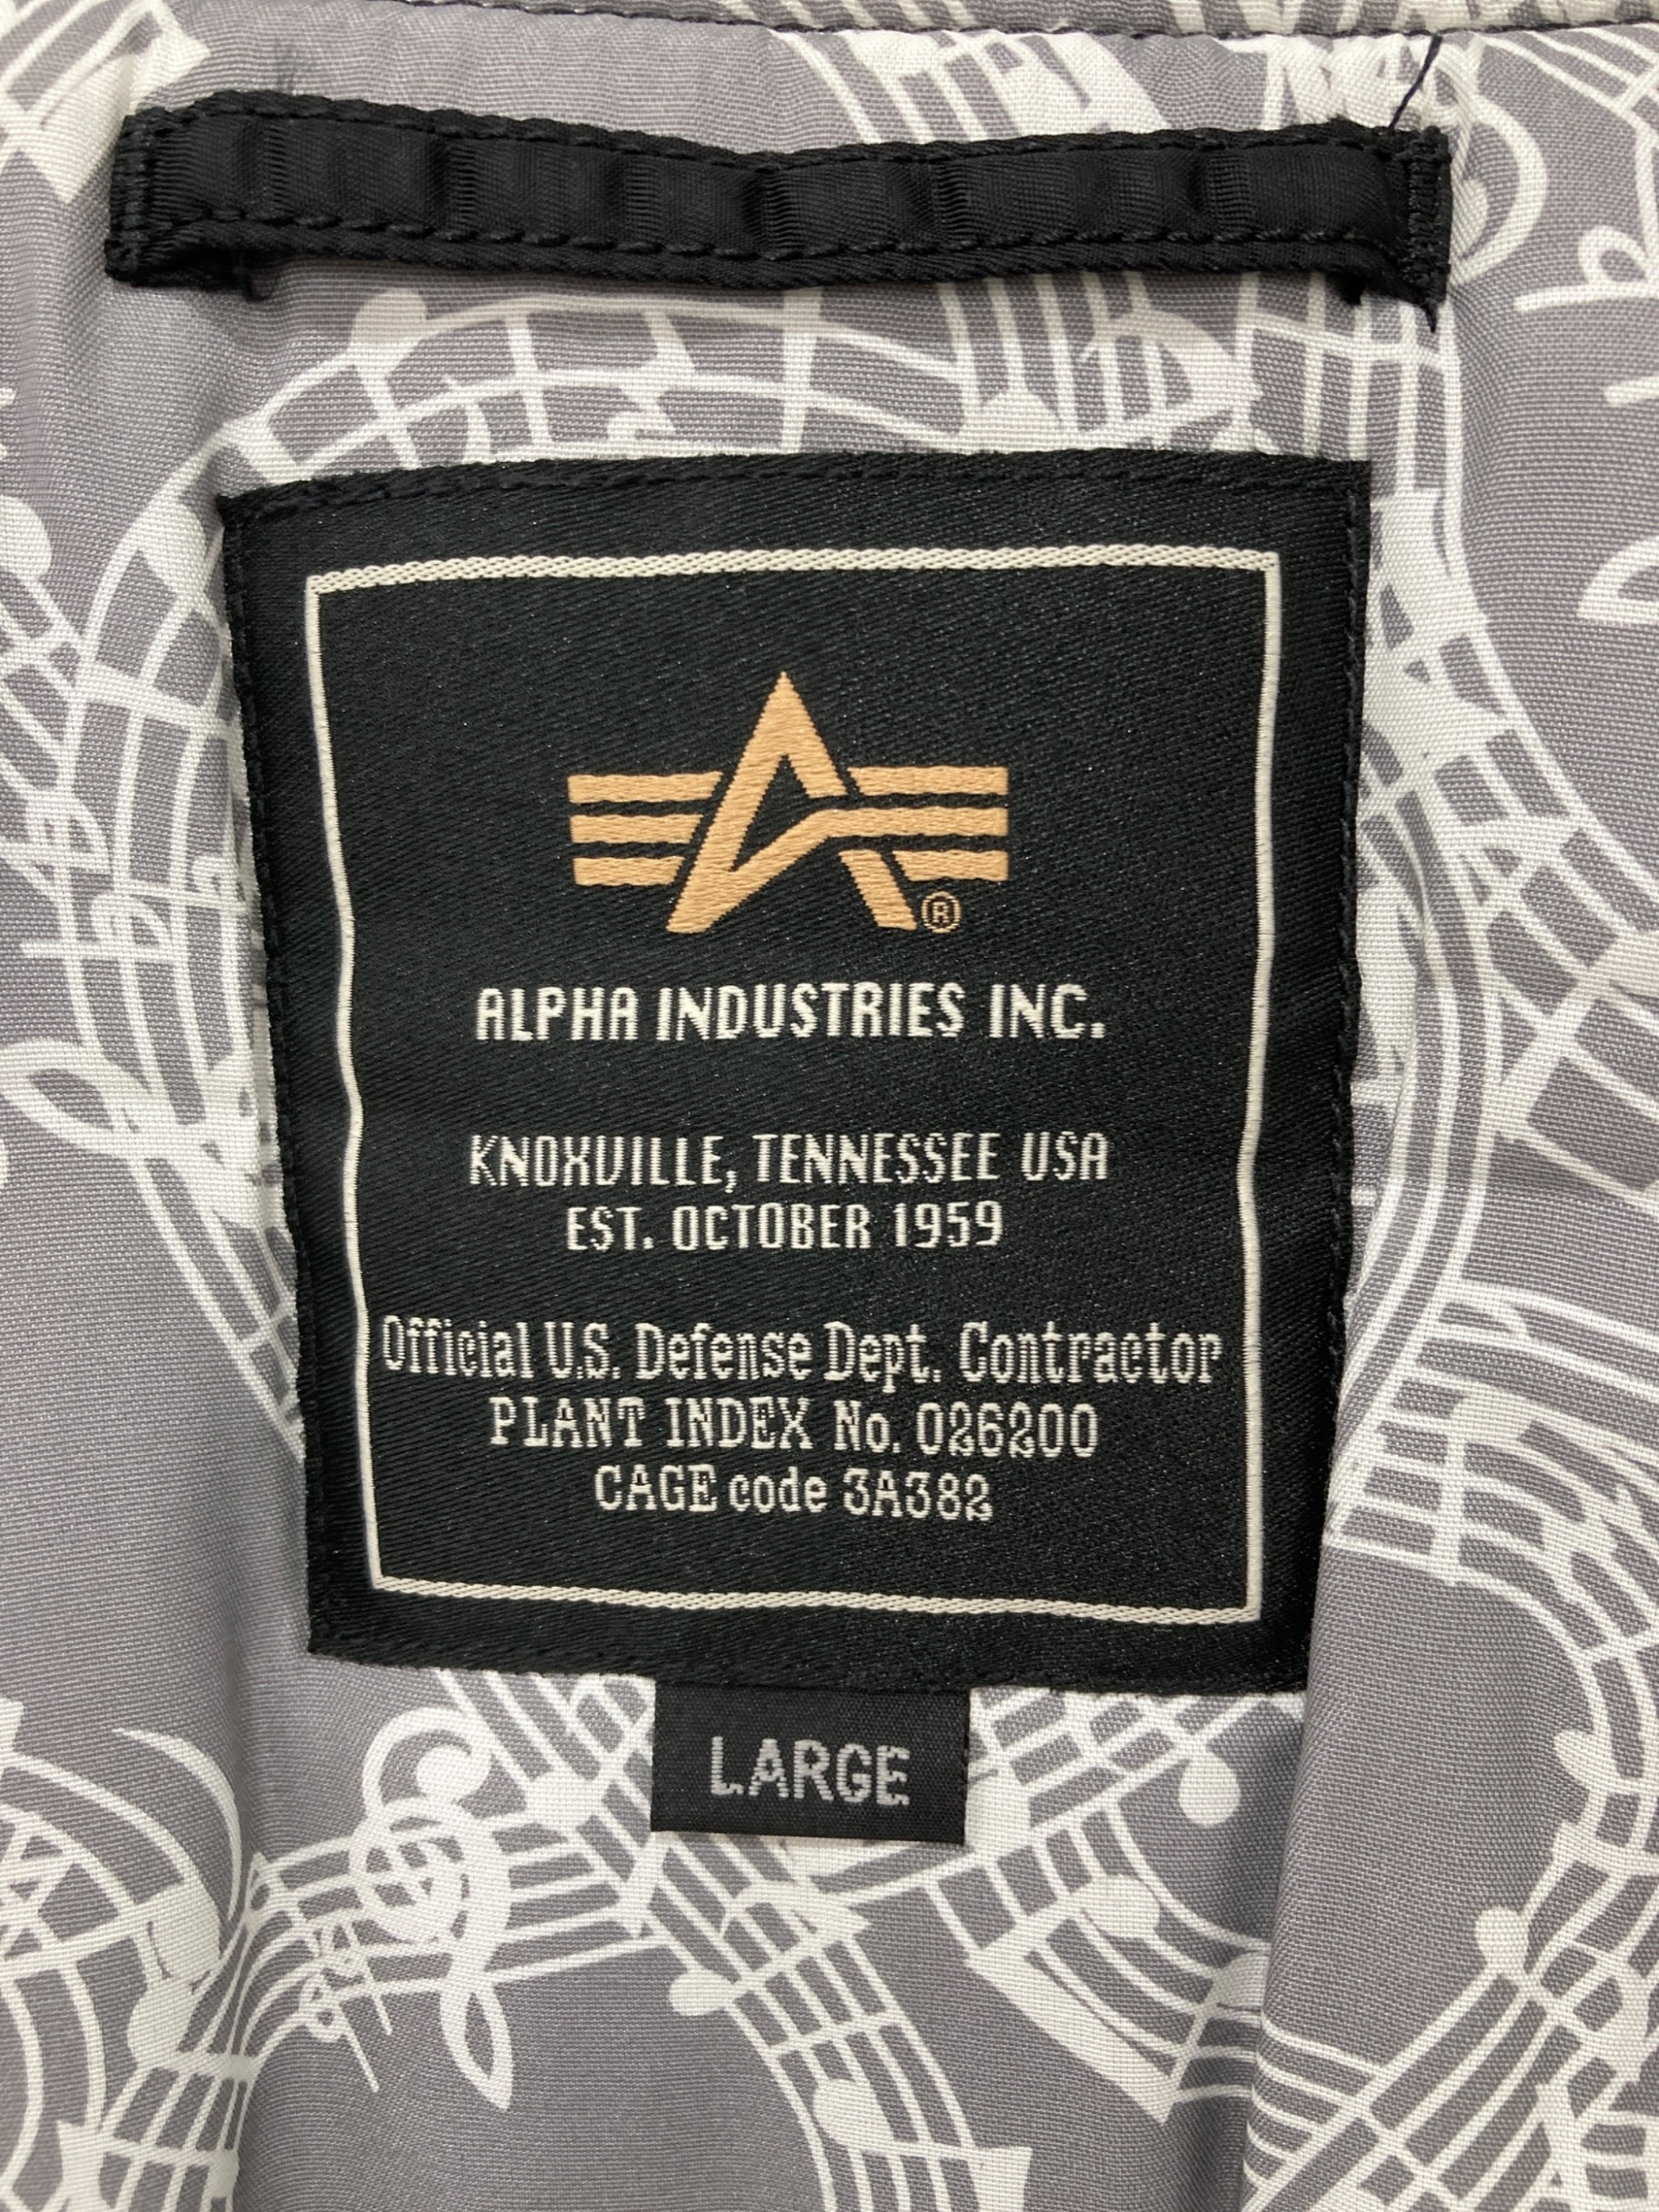 ®
ALPHA INDUSTRIES INC.
KNOXVILLE, TENNESSEE USA
EST. OCTOBER 1959
Official U.S. Defense Dept. Contractor
PLANT INDEX No. 026200
CAGE code 3A382
LARGE